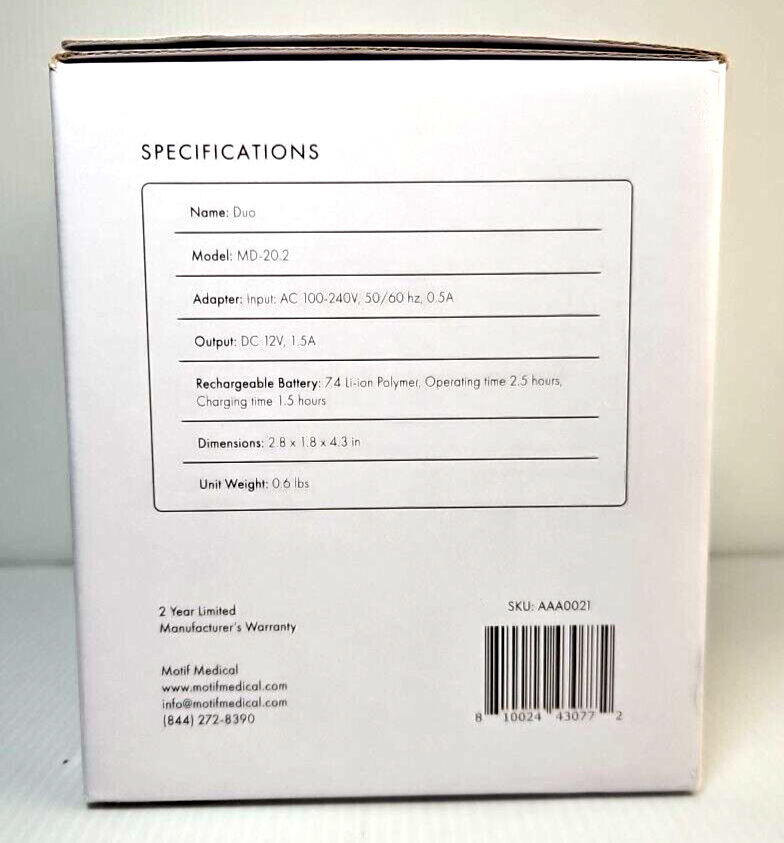 SPECIFICATIONS
Name: Duo
Model: MD-20.2
Adapter: Input: AC 100-240V, 50/60 hz, 0.5A
Output: DC 12V, 1.5A
Rechargeable Battery: 7.4 Li-ion Polymer, Operating time 2.5 hours,
Charging time 1.5 hours
Dimensions: 2.8 x 1.8 x 4.3 in
Unit Weight: 0.6 lbs
2 Year Limited
Manufacturer's Warranty
Motif Medical
www.motifmedical.com
info@motifmedical.com
(844) 272-8390
SKU: AAA0021
8 10024 43077 2